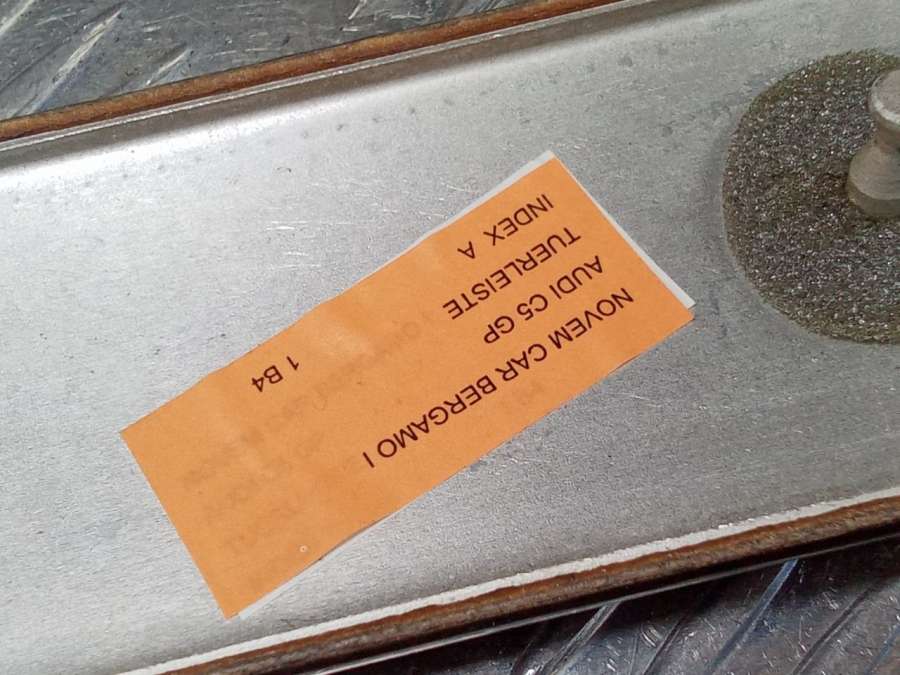 NOVEM CAR BERGAMO I
AUDI C5 GP
TUERLEISTE
INDEX A
1 B4